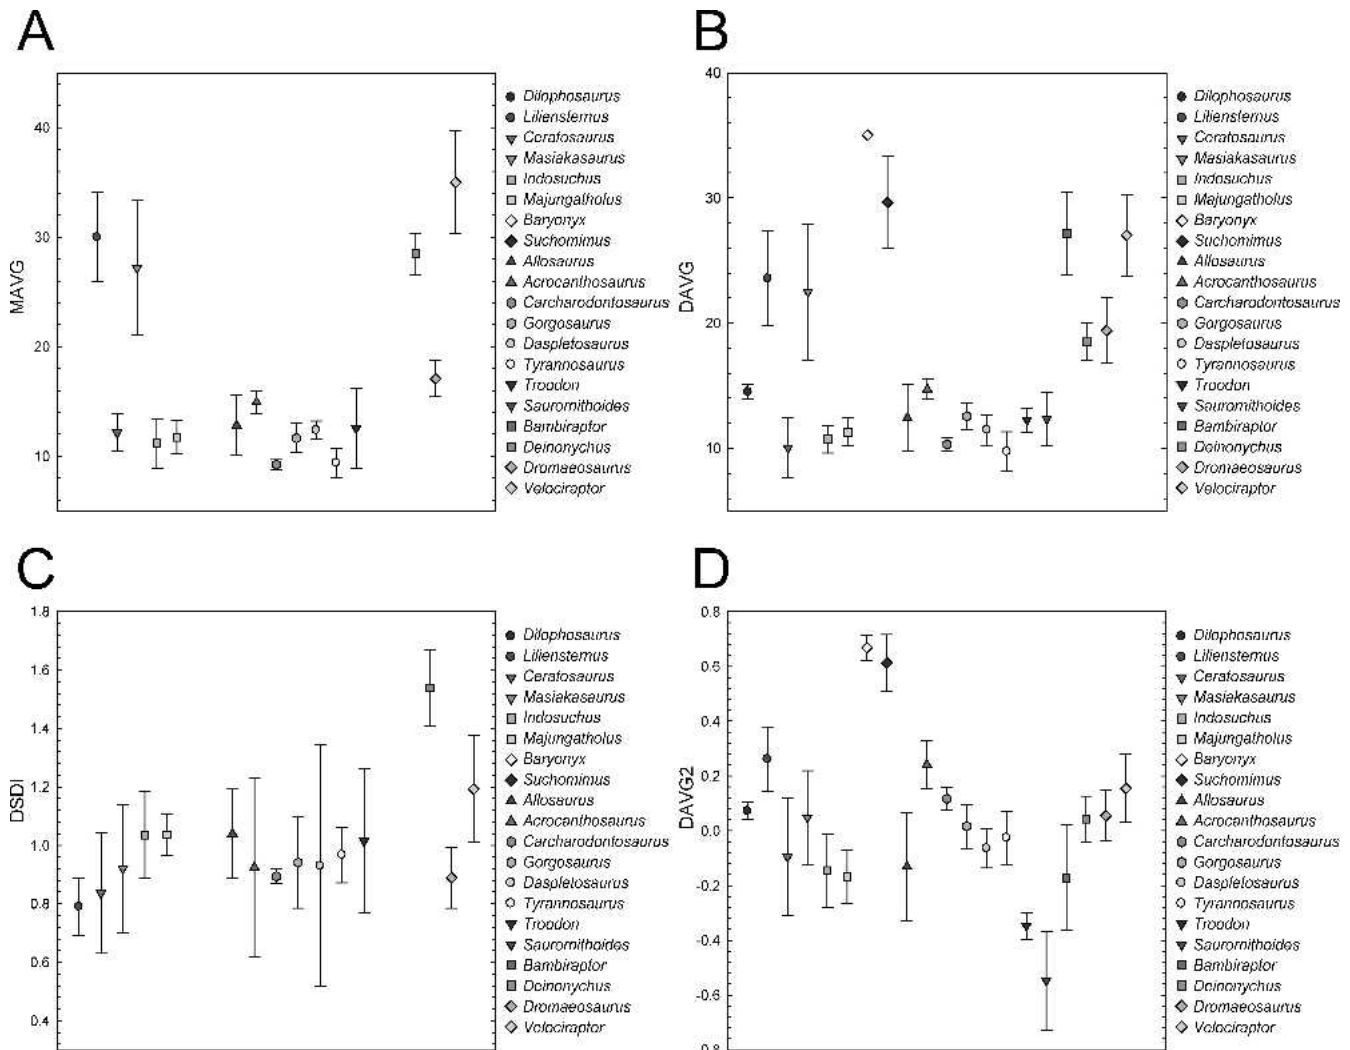 A
MAVG
40
30
20
10
Dilophosaurus
Liliensternus
Ceratosaurus
Masiakasaurus
Indosuchus
Majungatholus
Baryonyx
Suchomimus
Allosaurus
Acrocanthosaurus
Carcharodontosaurus
Gorgosaurus
Daspletosaurus
Tyrannosaurus
Troodon
Saurornithoides
Bambiraptor
Deinonychus
Dromaeosaurus
Velociraptor
B
DAVG
40
30
20
10
Dilophosaurus
Liliensternus
Ceratosaurus
Masiakasaurus
Indosuchus
Majungatholus
Baryonyx
Suchomimus
Allosaurus
Acrocanthosaurus
Carcharodontosaurus
Gorgosaurus
Daspletosaurus
Tyrannosaurus
Troodon
Saurornithoides
Bambiraptor
Deinonychus
Dromaeosaurus
Velociraptor
C
DSDI
1.8
1.6
1.4
1.2
1.0
0.8
0.6
0.4
Dilophosaurus
Liliensternus
Ceratosaurus
Masiakasaurus
Indosuchus
Majungatholus
Baryonyx
Suchomimus
Allosaurus
Acrocanthosaurus
Carcharodontosaurus
Gorgosaurus
Daspletosaurus
Tyrannosaurus
Troodon
Saurornithoides
Bambiraptor
Deinonychus
Dromaeosaurus
Velociraptor
D
DAVG2
0.8
0.6
0.4
0.2
0.0
-0.2
-0.4
-0.6
-0.8
Dilophosaurus
Liliensternus
Ceratosaurus
Masiakasaurus
Indosuchus
Majungatholus
Baryonyx
Suchomimus
Allosaurus
Acrocanthosaurus
Carcharodontosaurus
Gorgosaurus
Daspletosaurus
Tyrannosaurus
Troodon
Saurornithoides
Bambiraptor
Deinonychus
Dromaeosaurus
Velociraptor